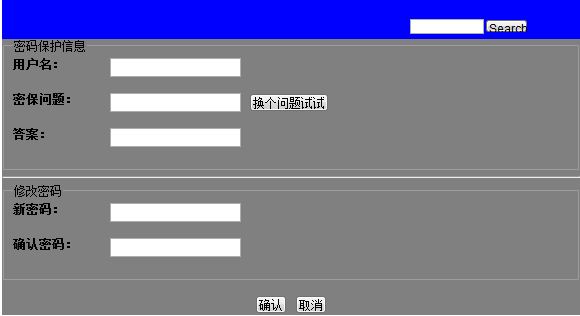 Search
密码保护信息
用户名：
密保问题： 换个问题试试
答案：
修改密码
新密码：
确认密码：
确认 取消